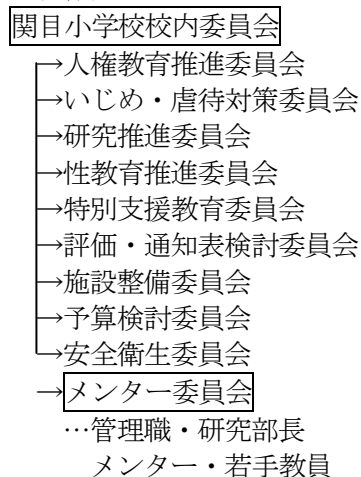 関目小学校校内委員会
→人権教育推進委員会
→いじめ・虐待対策委員会
→研究推進委員会
→性教育推進委員会
→特別支援教育委員会
→評価・通知表検討委員会
→施設整備委員会
→予算検討委員会
→安全衛生委員会
→メンター委員会
…管理職・研究部長
メンター・若手教員